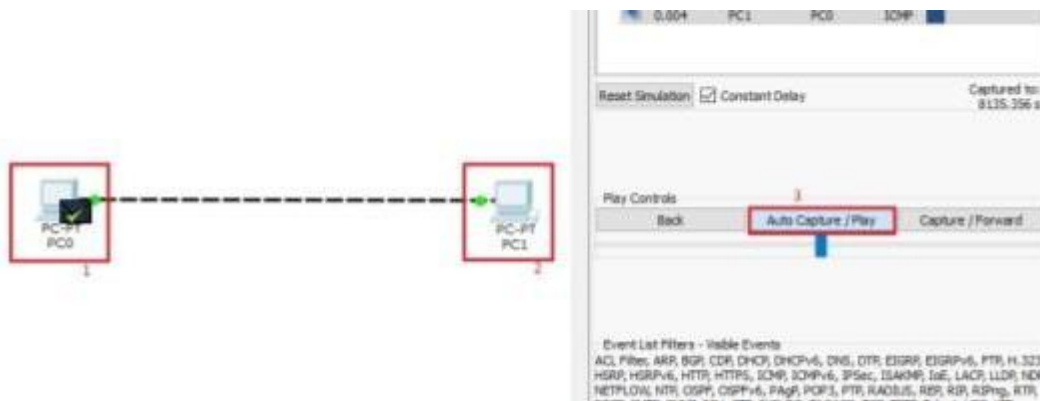 0.004 PC1 PC0 ICMP
Reset Simulation Constant Delay
Captured to:
8135.356 s
PC-PT
PC0
1
PC-PT
PC1
2
Play Controls
3
Back Auto Capture / Play Capture / Forward
Event List Filters - Visible Events
ACL Filter, ARP, BGP, CDP, DHCP, DHCPv6, DNS, DTP, EIGRP, EIGRPv6, FTP, H.323
HSRP, HSRPv6, HTTP, HTTPS, ICMP, ICMPv6, IPSec, ISAKMP, IoE, LACP, LLDP, NDP
NETFLOW, NTP, OSPF, OSPFv6, PAgP, POP3, PTP, RADIUS, REP, RIP, RIPng, RTP,